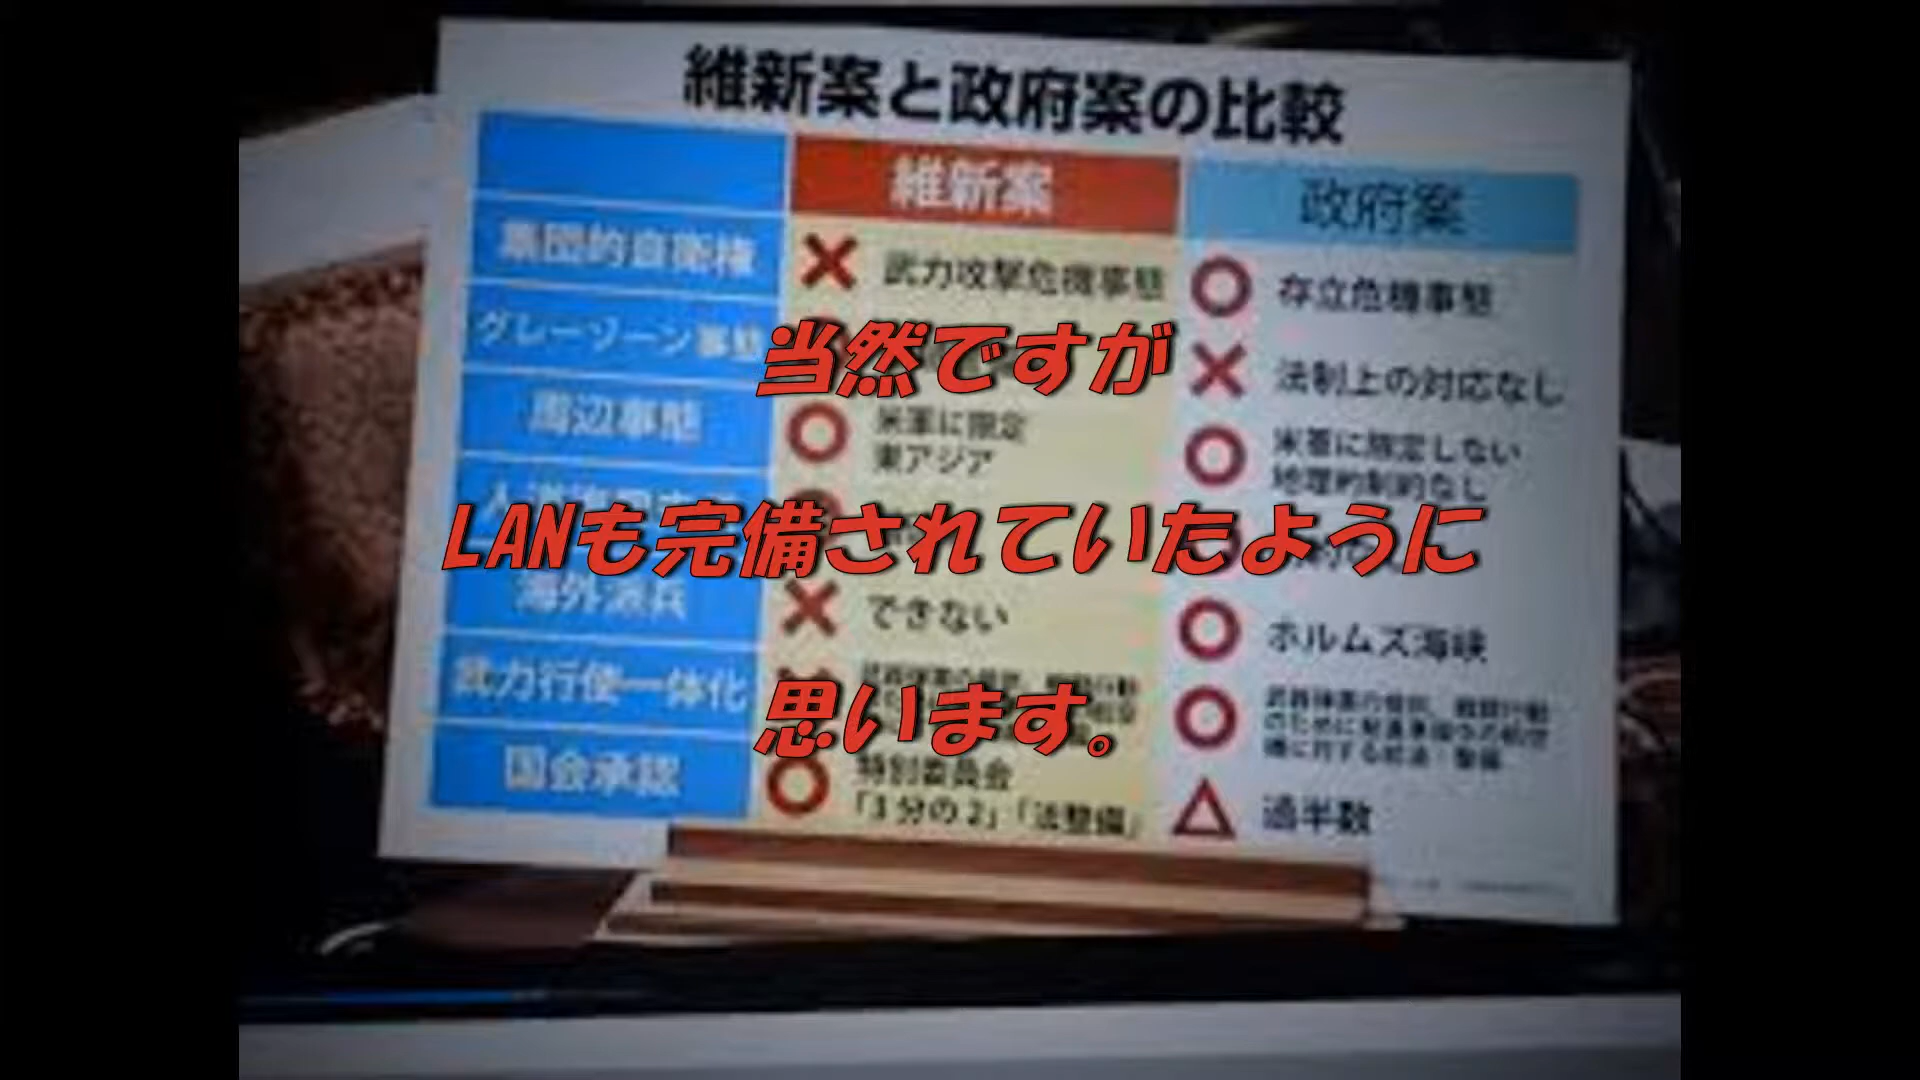 維新案と政府案の比較
維新案
政府案
集団的自衛権
武力攻撃危機事態
存立危機事態
グレーゾーン事態
法制上の対応なし
周辺事態
米軍に限定
東アジア
米軍に限定しない
地理的制約なし
海外派兵
できない
ホルムズ海峡
武力行使一体化
国会承認
特別委員会
「3分の2」「法整備」
過半数
当然ですが
LANも完備されていたように
思います。